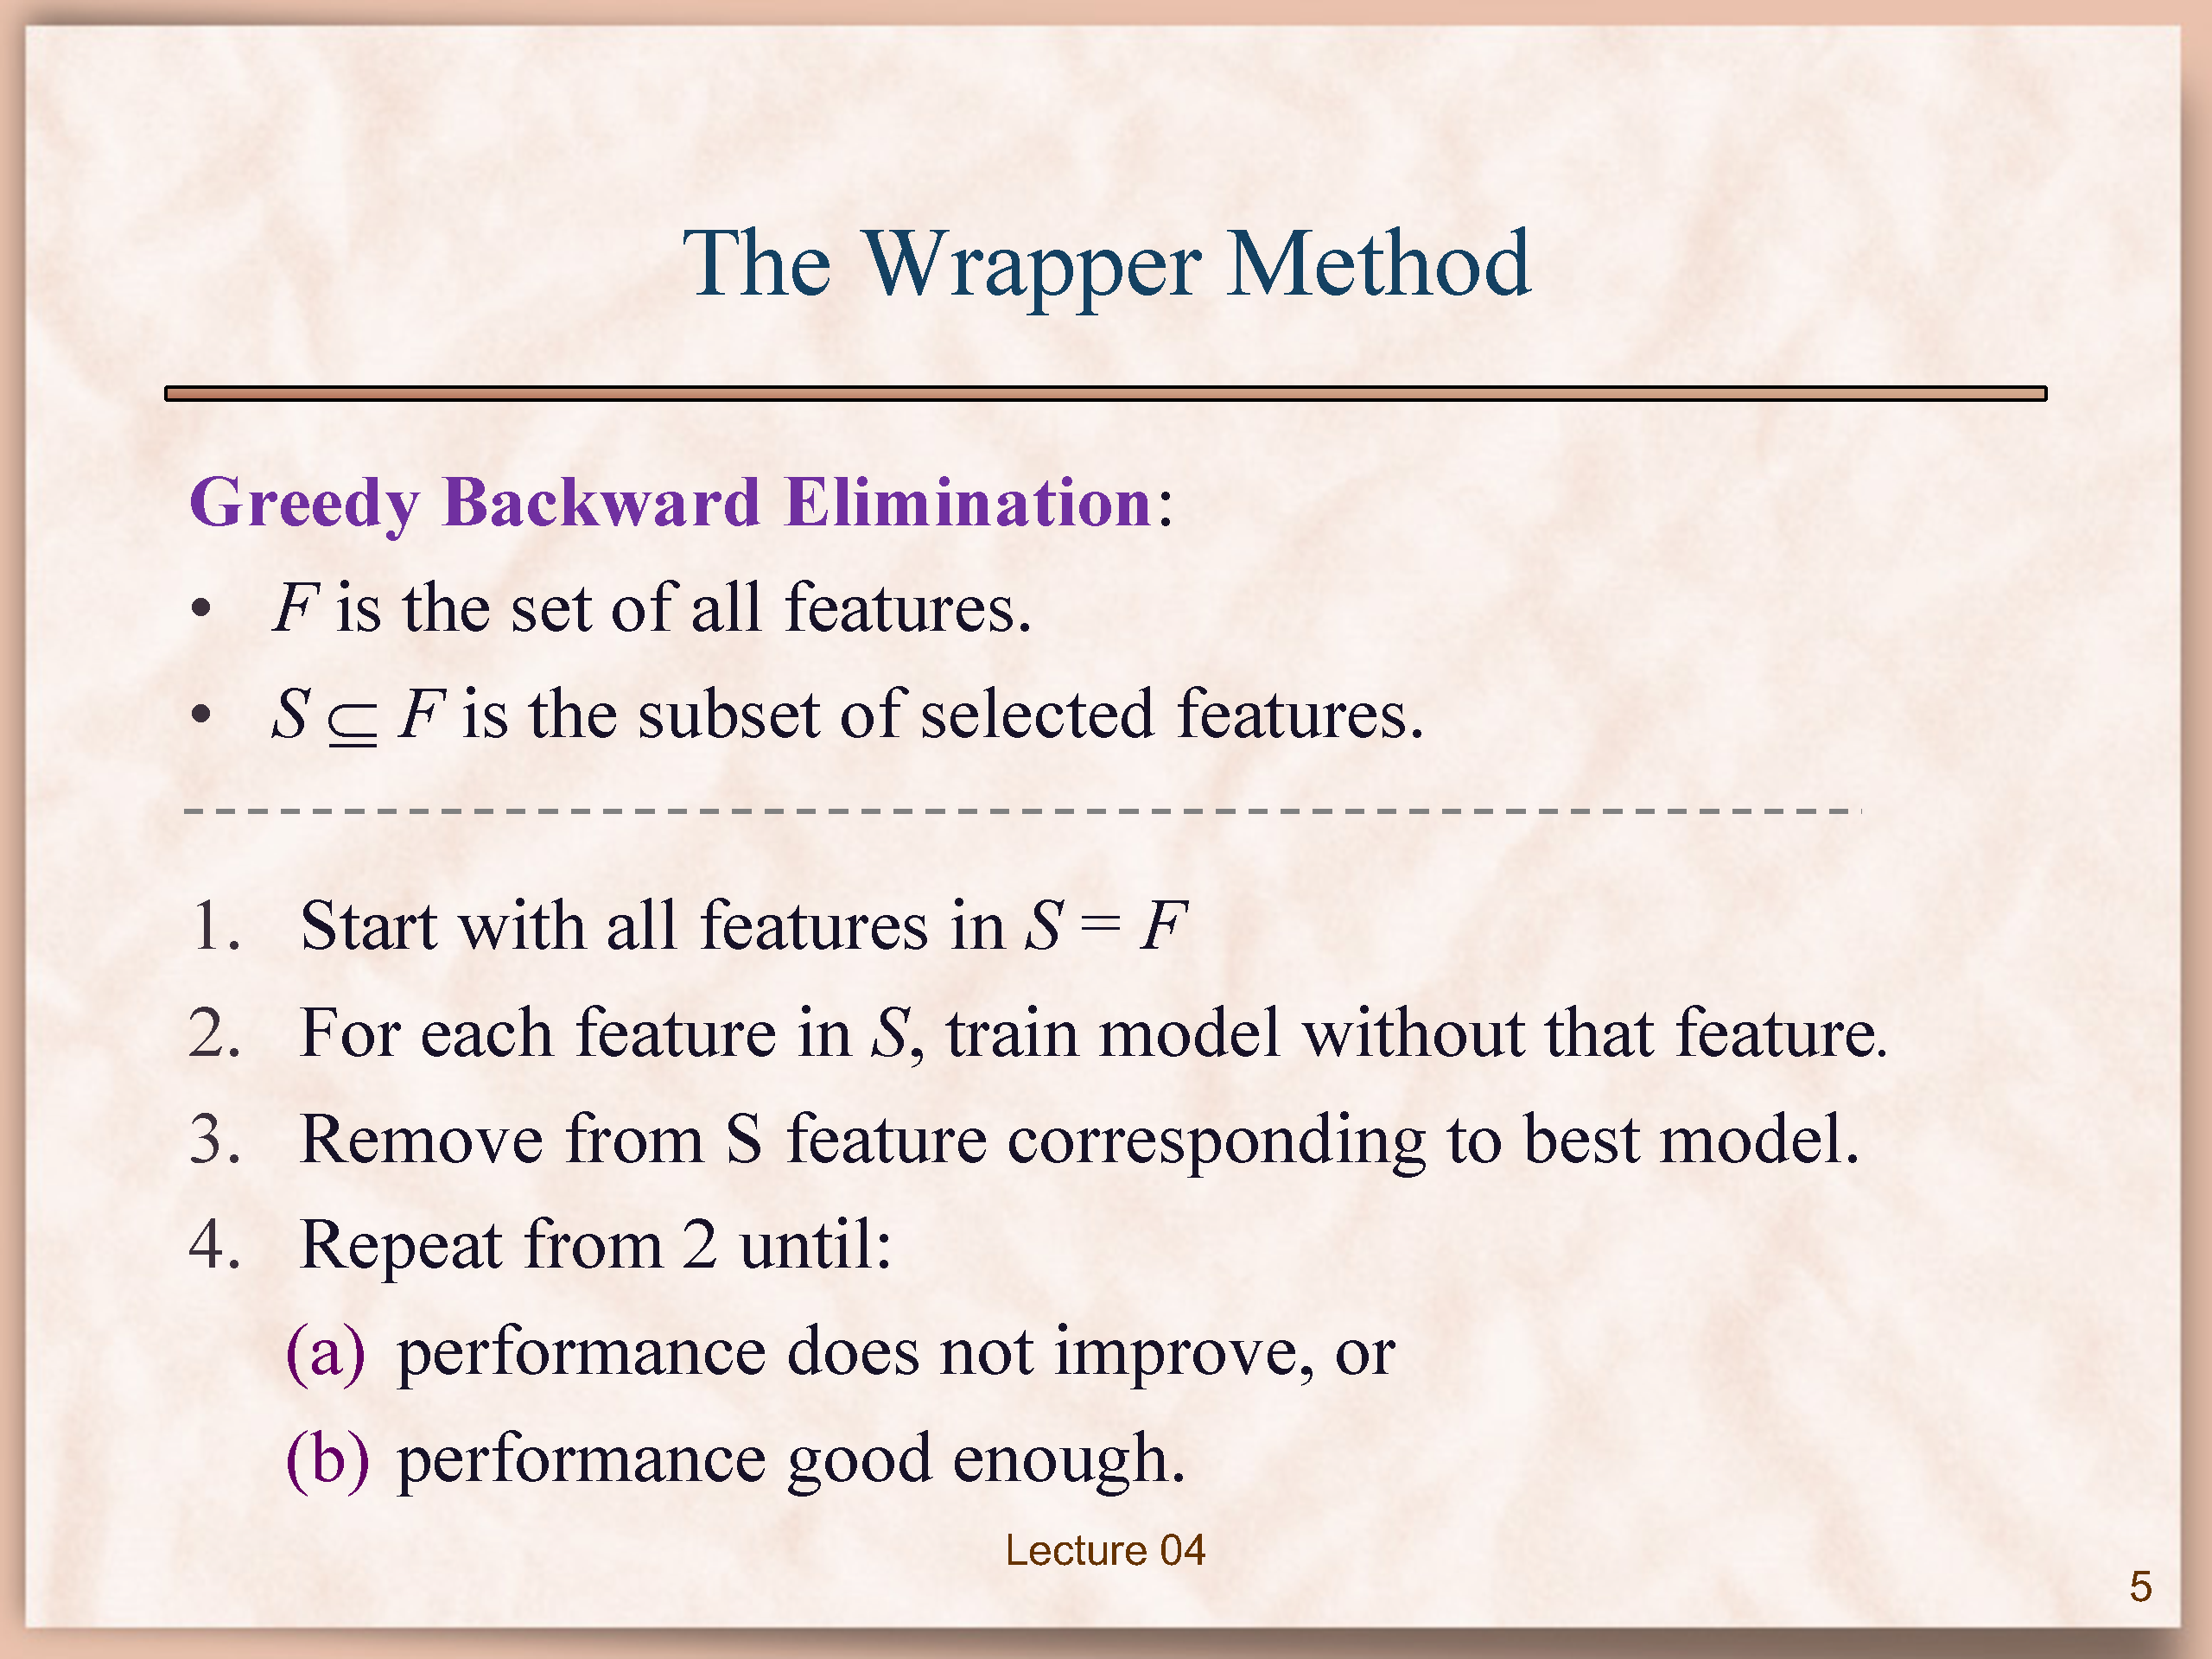 The Wrapper Method
Greedy Backward Elimination:
• F is the set of all features.
• S ⊆ F is the subset of selected features.
1. Start with all features in S = F
2. For each feature in S, train model without that feature.
3. Remove from S feature corresponding to best model.
4. Repeat from 2 until:
(a) performance does not improve, or
(b) performance good enough.
Lecture 04
5